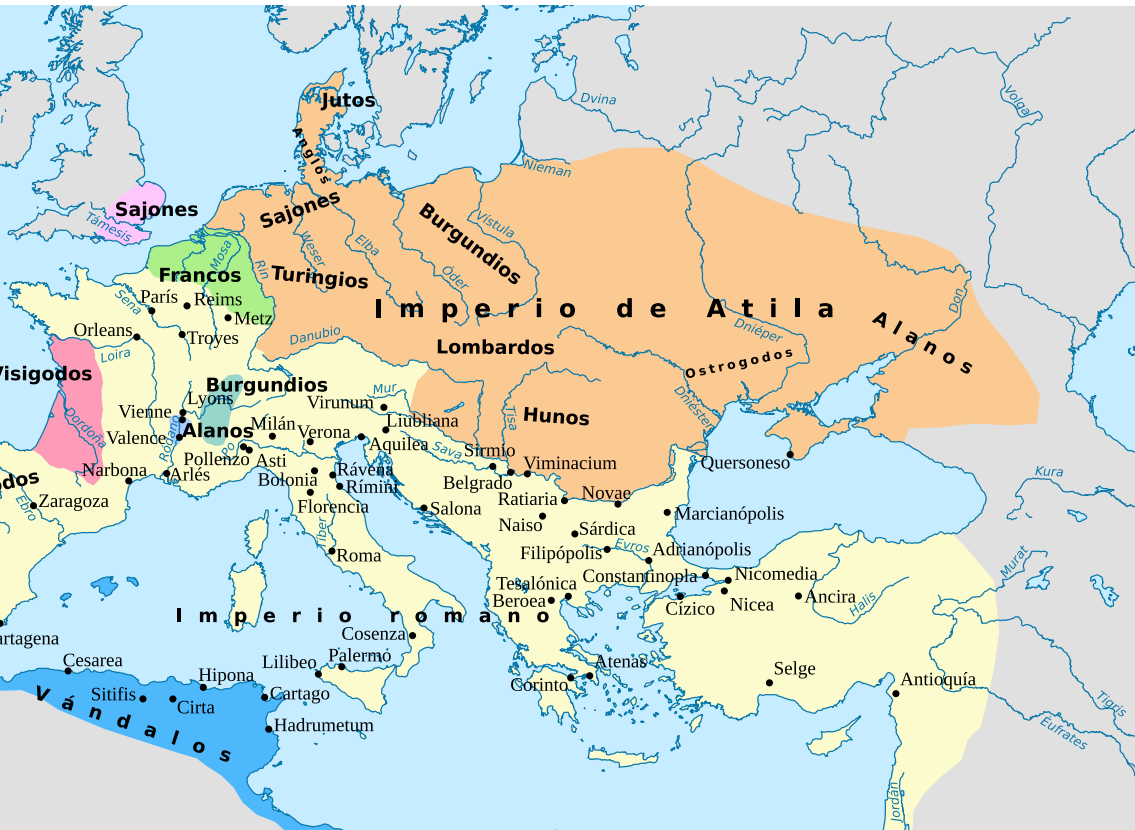 Jutos
Dvina
Volga
Anglos
Nieman
Sajones
Támesis
Sajones
Burgundios
Vístula
Mosa
Weser
Elba
Francos
Rin
Turingios
Óder
Sena
París
Reims
Metz
Imperio de Atila
Don
Alanos
Orleans
Troyes
Danubio
Dniéper
Loira
Lombardos
Ostrogodos
Visigodos
Burgundios
Mur
Lyons
Virunum
Dniéster
Vienne
Dordoña
Ródano
Alanos
Milán
Verona
Liubliana
Tisa
Hunos
Valence
Aquilea
Sava
Sirmio
Po
Pollenzo
Asti
Viminacium
Quersoneso
Narbona
Arlés
Rávena
Belgrado
Kura
odos
Bolonia
Rímini
Ratiaria
Novae
Zaragoza
Ebro
Florencia
Salona
Naiso
Marcianópolis
Sárdica
Tíber
Roma
Filipópolis
Evros
Adrianópolis
Murat
Tesalónica
Constantinopla
Nicomedia
Beroea
Cízico
Nicea
Ancira
Halis
Imperio romano
artagena
Cosenza
Palermo
Cesarea
Lilibeo
Atenas
Selge
Hipona
Corinto
Antioquía
Vándalos
Sitifis
Cirta
Cartago
Hadrumetum
Tigris
Eufrates
Jordán